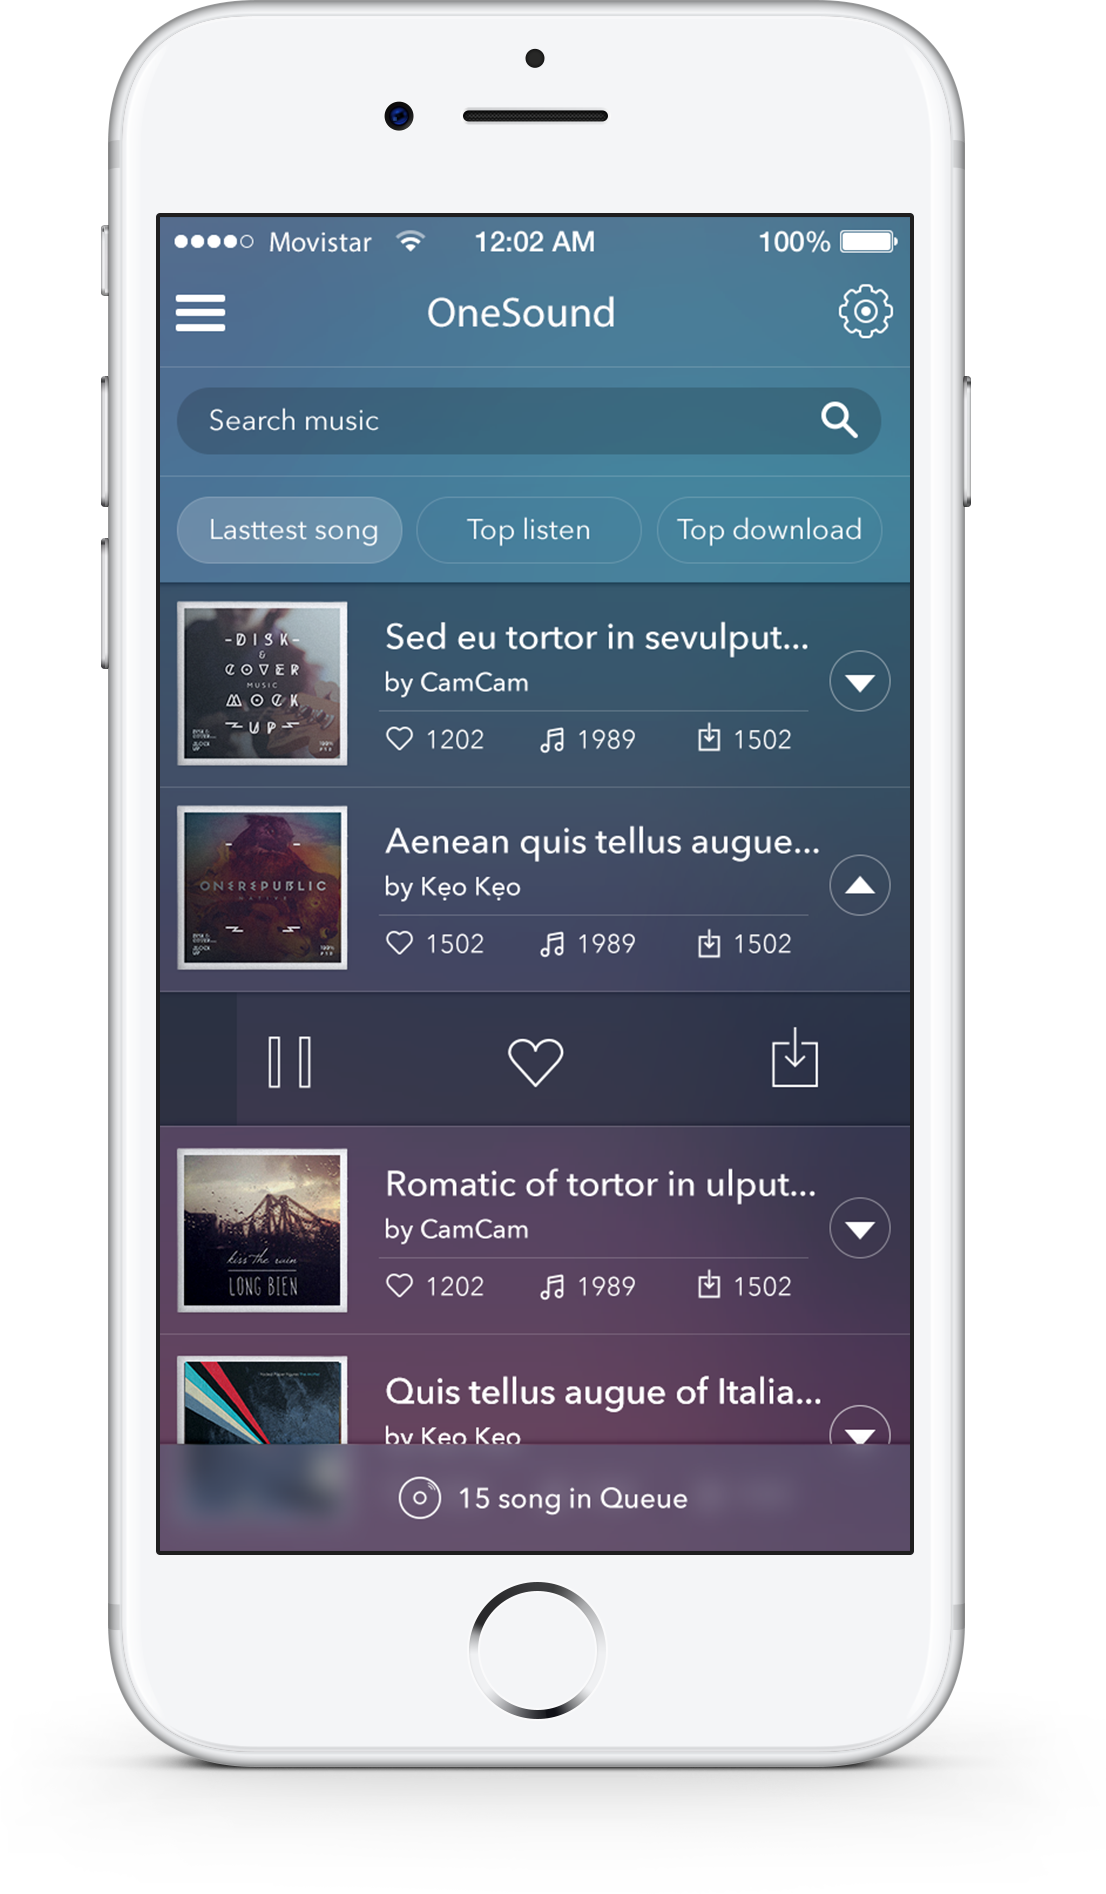 Movistar 12:02 AM 100%
OneSound
Search music
Lasttest song Top listen Top download
-DISK-
&
COVER
MUSIC
MOCK
UP
Sed eu tortor in sevulput...
by CamCam
1202 1989 1502
ONEREPUBLIC
NATIVE
Aenean quis tellus augue...
by Kẹo Kẹo
1502 1989 1502
kiss the rain
LONG BIEN
Romatic of tortor in ulput...
by CamCam
1202 1989 1502
Quis tellus augue of Italia...
by Kẹo Kẹo
15 song in Queue